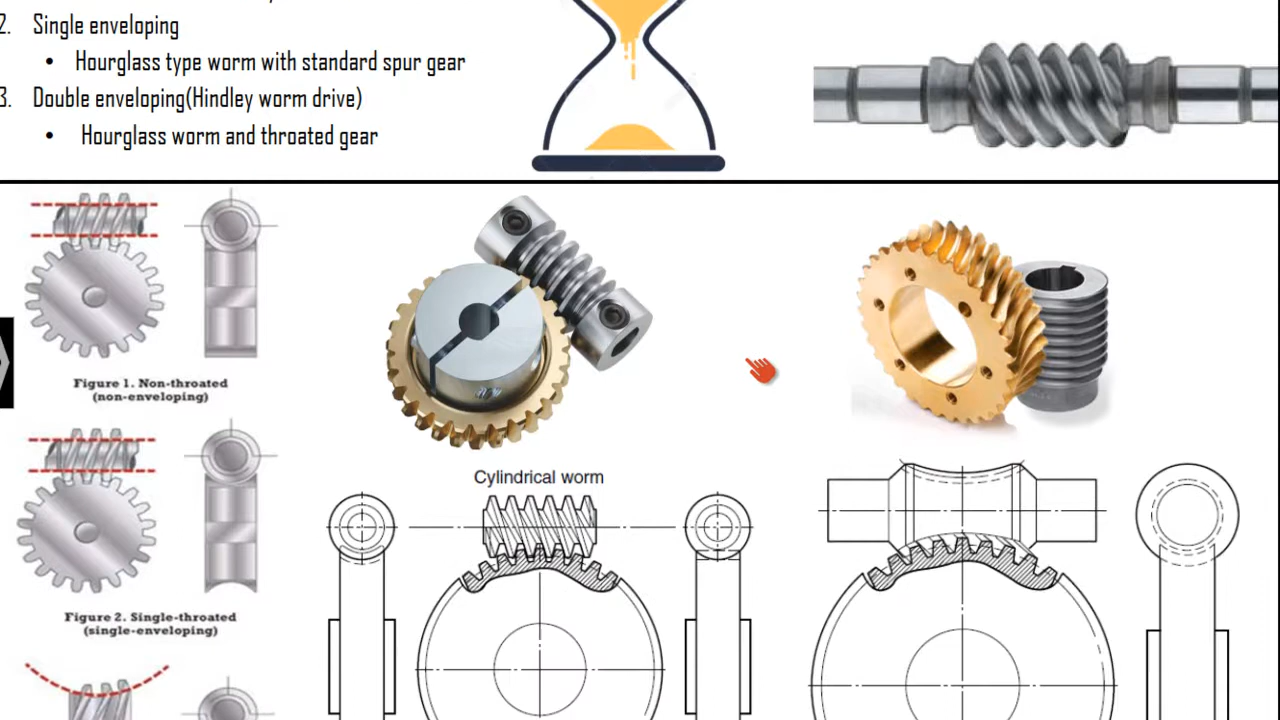 2. Single enveloping
• Hourglass type worm with standard spur gear
3. Double enveloping(Hindley worm drive)
• Hourglass worm and throated gear
Figure 1. Non-throated
(non-enveloping)
Cylindrical worm
Figure 2. Single-throated
(single-enveloping)